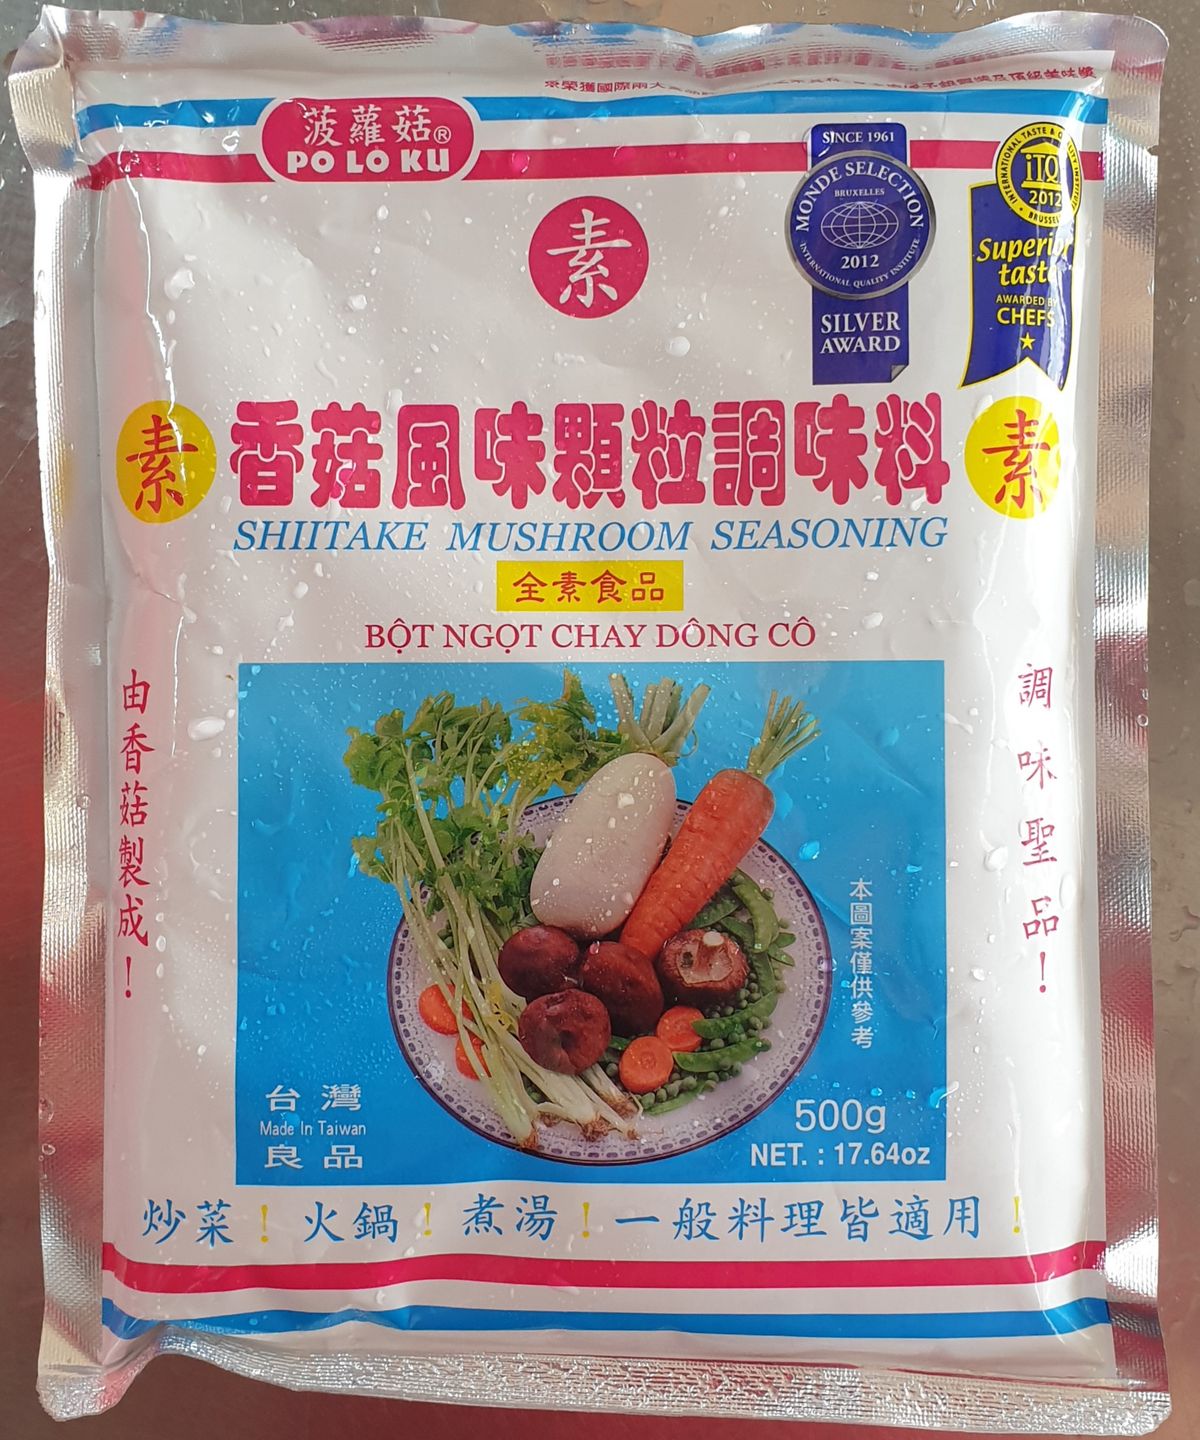 菠蘿菇®
PO LO KU
素
SINCE 1961
MONDE SELECTION
BRUXELLES
2012
INTERNATIONAL QUALITY INSTITUTE
SILVER
AWARD
iTQi
2012
Superior
taste
AWARDED BY
CHEFS
素
香菇風味顆粒調味料
素
SHIITAKE MUSHROOM SEASONING
全素食品
BỘT NGỌT CHAY DÔNG CÔ
由香菇製成!
調味聖品!
本圖案僅供參考
台灣
Made In Taiwan
良品
500g
NET. : 17.64oz
炒菜!火鍋!煮湯!一般料理皆適用!